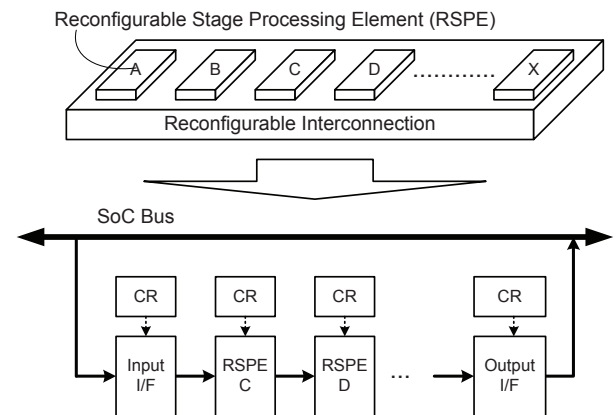 Reconfigurable Stage Processing Element (RSPE)
A B C D ............ X
Reconfigurable Interconnection
SoC Bus
CR CR CR CR
Input I/F
RSPE C
RSPE D
...
Output I/F